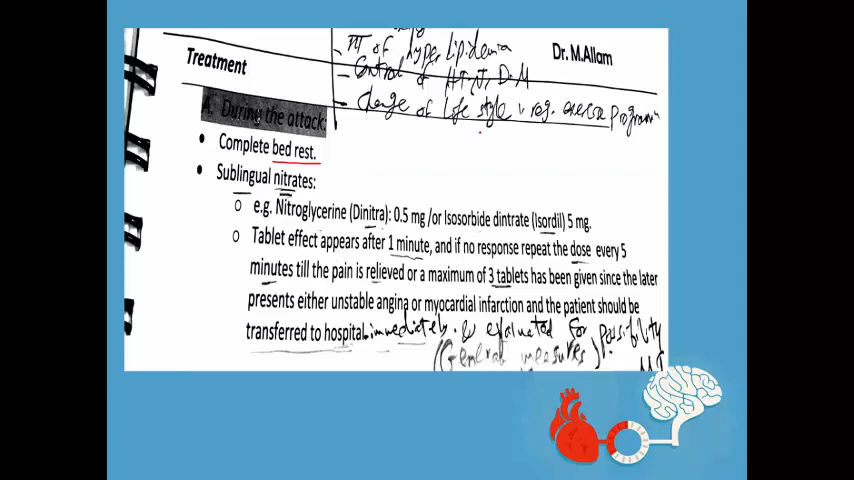 TTT of hyperlipidemia
Dr. M.Allam
Treatment
- Control of H.T.N, D.M
- Change of life style & reg. exercise program
A. During the attack:
• Complete bed rest.
• Sublingual nitrates:
o e.g. Nitroglycerine (Dinitra): 0.5 mg /or Isosorbide dintrate (Isordil) 5 mg.
o Tablet effect appears after 1 minute, and if no response repeat the dose every 5
minutes till the pain is relieved or a maximum of 3 tablets has been given since the later
presents either unstable angina or myocardial infarction and the patient should be
transferred to hospital immediately. & evaluated for possibility
(General measures)